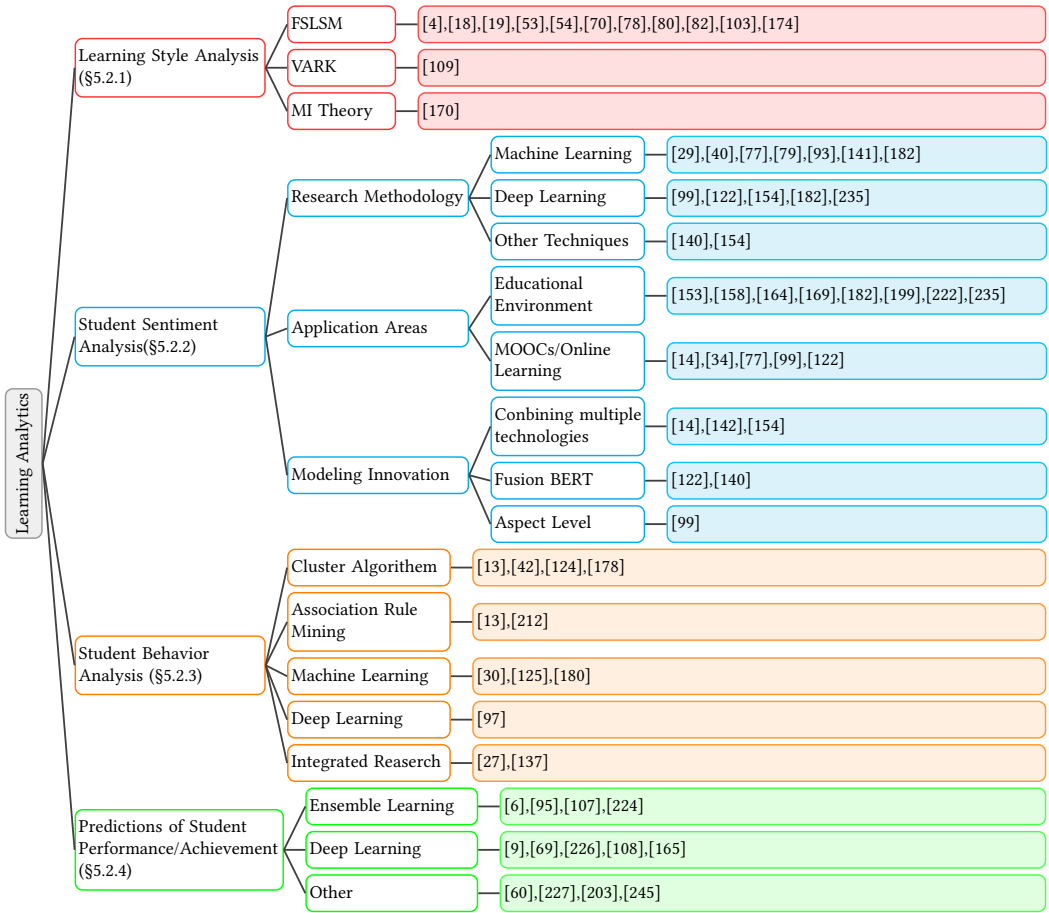 Learning Analytics
Learning Style Analysis
(§5.2.1)
FSLSM
[4],[18],[19],[53],[54],[70],[78],[80],[82],[103],[174]
VARK
[109]
MI Theory
[170]
Student Sentiment
Analysis(§5.2.2)
Research Methodology
Machine Learning
[29],[40],[77],[79],[93],[141],[182]
Deep Learning
[99],[122],[154],[182],[235]
Other Techniques
[140],[154]
Application Areas
Educational
Environment
[153],[158],[164],[169],[182],[199],[222],[235]
MOOCs/Online
Learning
[14],[34],[77],[99],[122]
Modeling Innovation
Conbining multiple
technologies
[14],[142],[154]
Fusion BERT
[122],[140]
Aspect Level
[99]
Student Behavior
Analysis (§5.2.3)
Cluster Algorithem
[13],[42],[124],[178]
Association Rule
Mining
[13],[212]
Machine Learning
[30],[125],[180]
Deep Learning
[97]
Integrated Reaserch
[27],[137]
Predictions of Student
Performance/Achievement
(§5.2.4)
Ensemble Learning
[6],[95],[107],[224]
Deep Learning
[9],[69],[226],[108],[165]
Other
[60],[227],[203],[245]